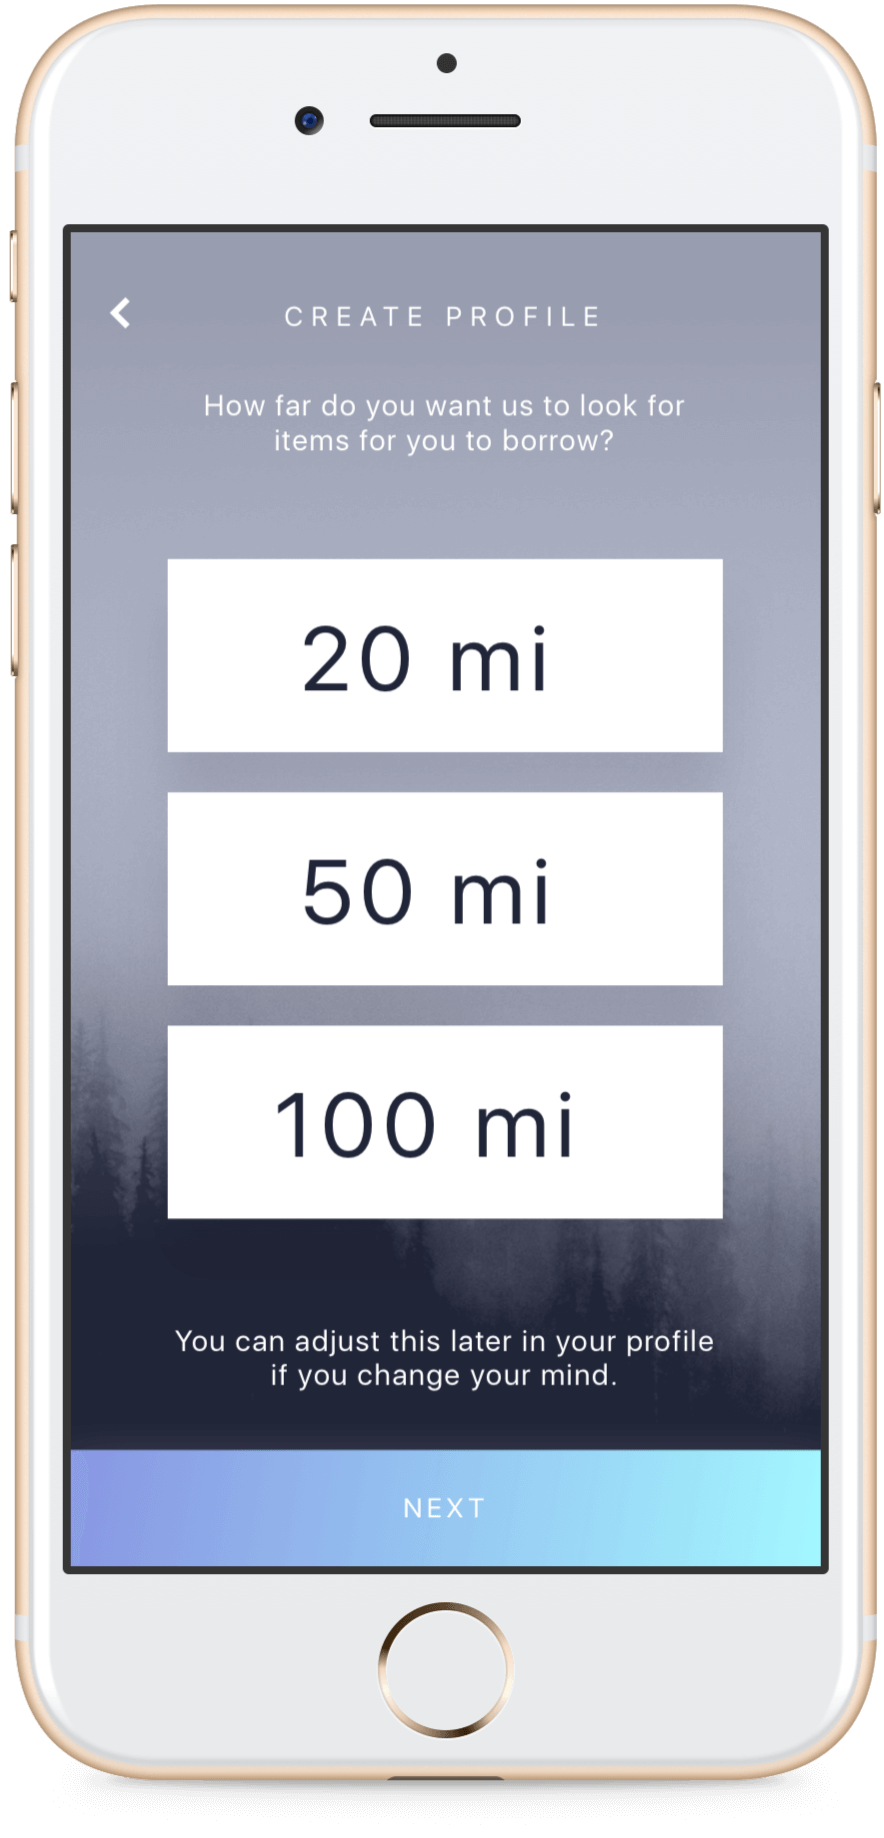 CREATE PROFILE
How far do you want us to look for
items for you to borrow?
20 mi
50 mi
100 mi
You can adjust this later in your profile
if you change your mind.
NEXT